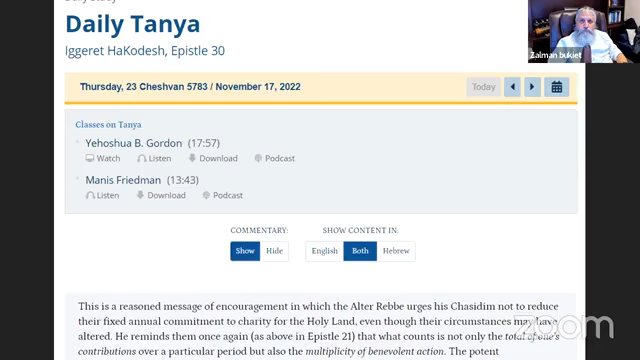 Daily Study
Daily Tanya
Iggeret HaKodesh, Epistle 30
Zalman bukiet
Thursday, 23 Cheshvan 5783 / November 17, 2022
Today
Classes on Tanya
Yehoshua B. Gordon (17:57)
Watch Listen Download Podcast
Manis Friedman (13:43)
Listen Download Podcast
COMMENTARY: SHOW CONTENT IN:
Show Hide English Both Hebrew
This is a reasoned message of encouragement in which the Alter Rebbe urges his Chasidim not to reduce
their fixed annual commitment to charity for the Holy Land, even though their circumstances may have
altered. He reminds them once again (as above in Epistle 21) that what counts is not only the total of one's
contributions over a particular period but also the multiplicity of benevolent action. The potent
zoom